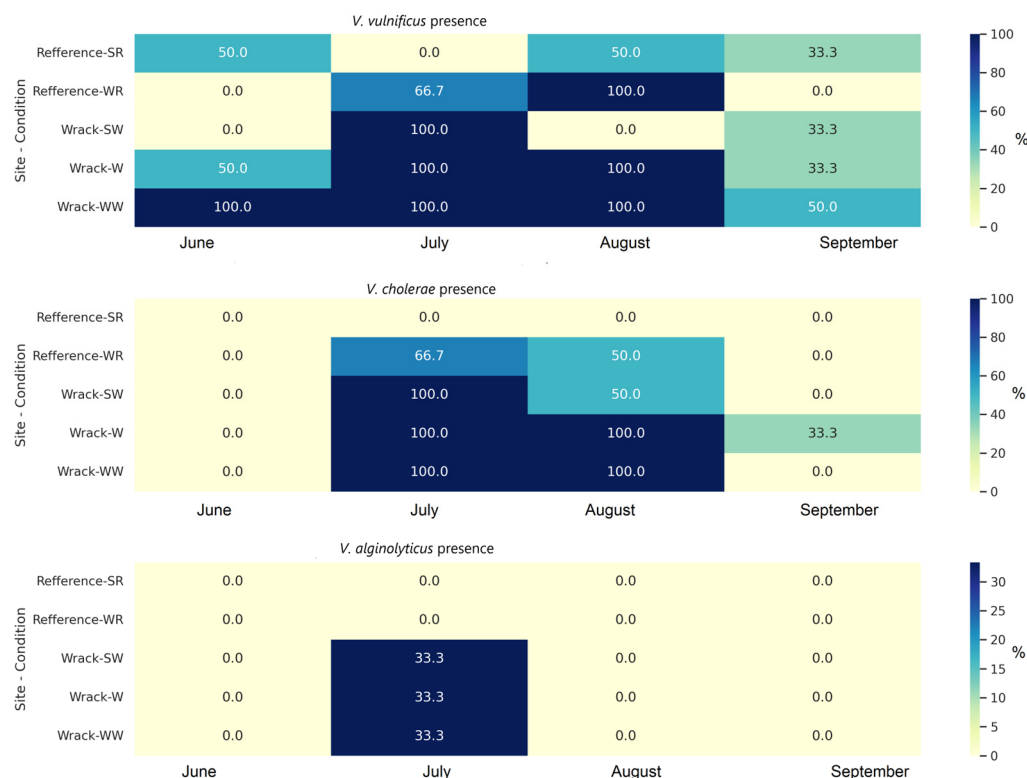 V. vulnificus presence
Refference-SR 50.0 0.0 50.0 33.3
Refference-WR 0.0 66.7 100.0 0.0
Wrack-SW 0.0 100.0 0.0 33.3
Wrack-W 50.0 100.0 100.0 33.3
Wrack-WW 100.0 100.0 100.0 50.0
June July August September
Site - Condition
100
80
60
40
20
0
%
V. cholerae presence
Refference-SR 0.0 0.0 0.0 0.0
Refference-WR 0.0 66.7 50.0 0.0
Wrack-SW 0.0 100.0 50.0 0.0
Wrack-W 0.0 100.0 100.0 33.3
Wrack-WW 0.0 100.0 100.0 0.0
June July August September
Site - Condition
100
80
60
40
20
0
%
V. alginolyticus presence
Refference-SR 0.0 0.0 0.0 0.0
Refference-WR 0.0 0.0 0.0 0.0
Wrack-SW 0.0 33.3 0.0 0.0
Wrack-W 0.0 33.3 0.0 0.0
Wrack-WW 0.0 33.3 0.0 0.0
June July August September
Site - Condition
30
25
20
15
10
5
0
%